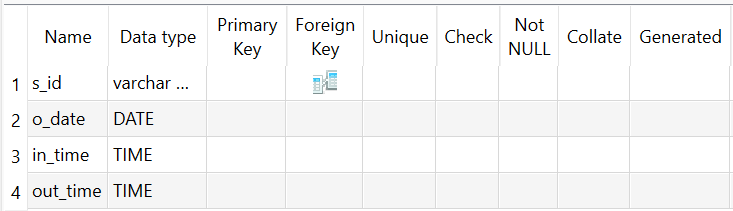 Name Data type Primary Key Foreign Key Unique Check Not NULL Collate Generated
1 s_id varchar ...
2 o_date DATE
3 in_time TIME
4 out_time TIME